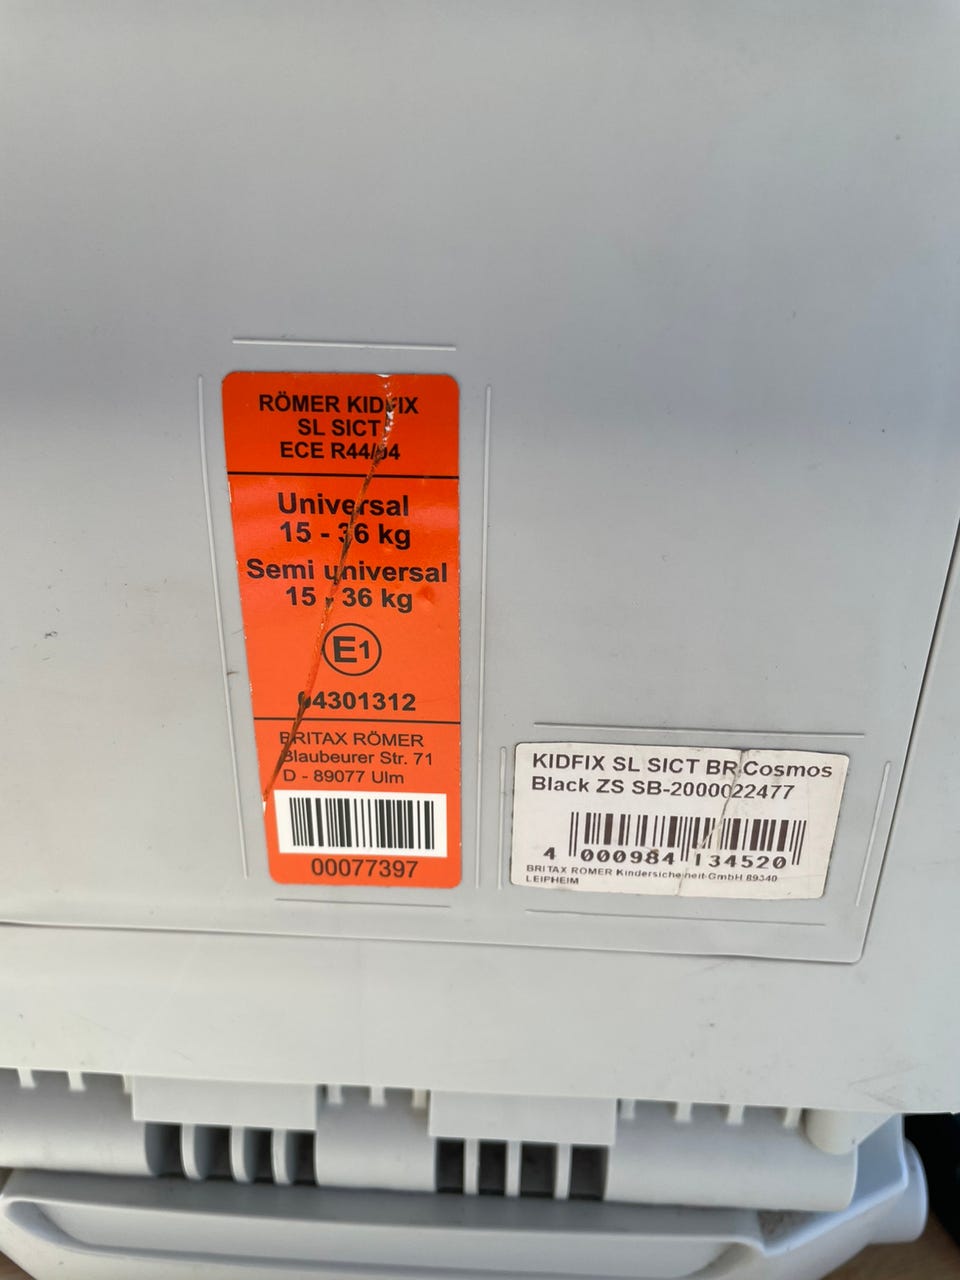 RÖMER KIDFIX
SL SICT
ECE R44/04
Universal
15 - 36 kg
Semi universal
15 - 36 kg
E1
04301312
BRITAX RÖMER
Blaubeurer Str. 71
D - 89077 Ulm
00077397
KIDFIX SL SICT BR Cosmos
Black ZS SB-2000022477
4 000984 134520
BRITAX RÖMER Kindersicherheit GmbH 89340
LEIPHEIM